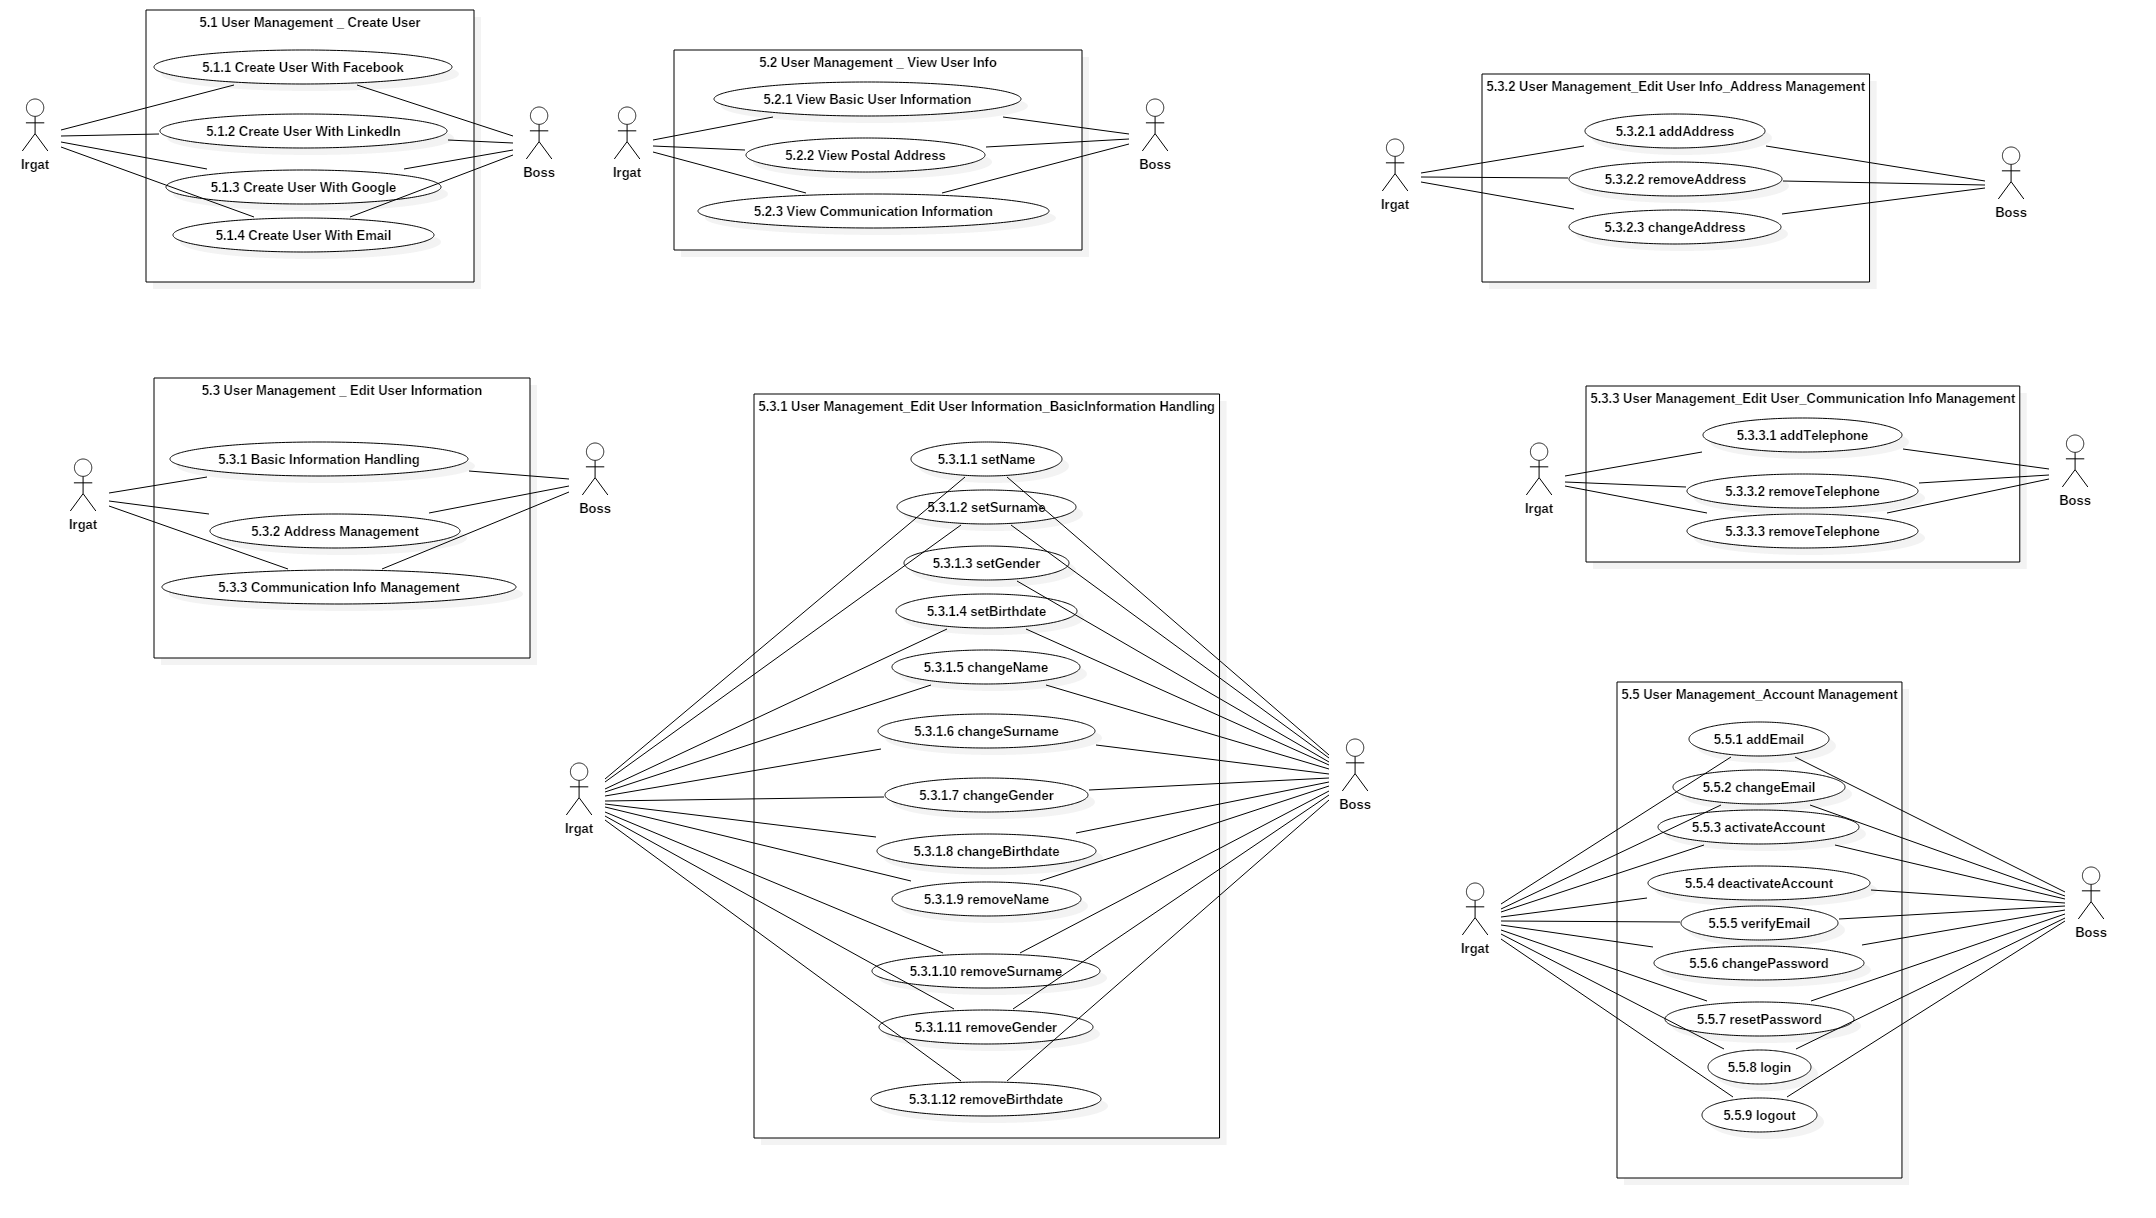 5.1 User Management _ Create User
5.1.1 Create User With Facebook
5.1.2 Create User With LinkedIn
5.1.3 Create User With Google
5.1.4 Create User With Email
Irgat
Boss
5.2 User Management _ View User Info
5.2.1 View Basic User Information
5.2.2 View Postal Address
5.2.3 View Communication Information
Irgat
Boss
5.3.2 User Management_Edit User Info_Address Management
5.3.2.1 addAddress
5.3.2.2 removeAddress
5.3.2.3 changeAddress
Irgat
Boss
5.3 User Management _ Edit User Information
5.3.1 Basic Information Handling
5.3.2 Address Management
5.3.3 Communication Info Management
Irgat
Boss
5.3.1 User Management_Edit User Information_BasicInformation Handling
5.3.1.1 setName
5.3.1.2 setSurname
5.3.1.3 setGender
5.3.1.4 setBirthdate
5.3.1.5 changeName
5.3.1.6 changeSurname
5.3.1.7 changeGender
5.3.1.8 changeBirthdate
5.3.1.9 removeName
5.3.1.10 removeSurname
5.3.1.11 removeGender
5.3.1.12 removeBirthdate
Irgat
Boss
5.3.3 User Management_Edit User_Communication Info Management
5.3.3.1 addTelephone
5.3.3.2 removeTelephone
5.3.3.3 removeTelephone
Irgat
Boss
5.5 User Management_Account Management
5.5.1 addEmail
5.5.2 changeEmail
5.5.3 activateAccount
5.5.4 deactivateAccount
5.5.5 verifyEmail
5.5.6 changePassword
5.5.7 resetPassword
5.5.8 login
5.5.9 logout
Irgat
Boss